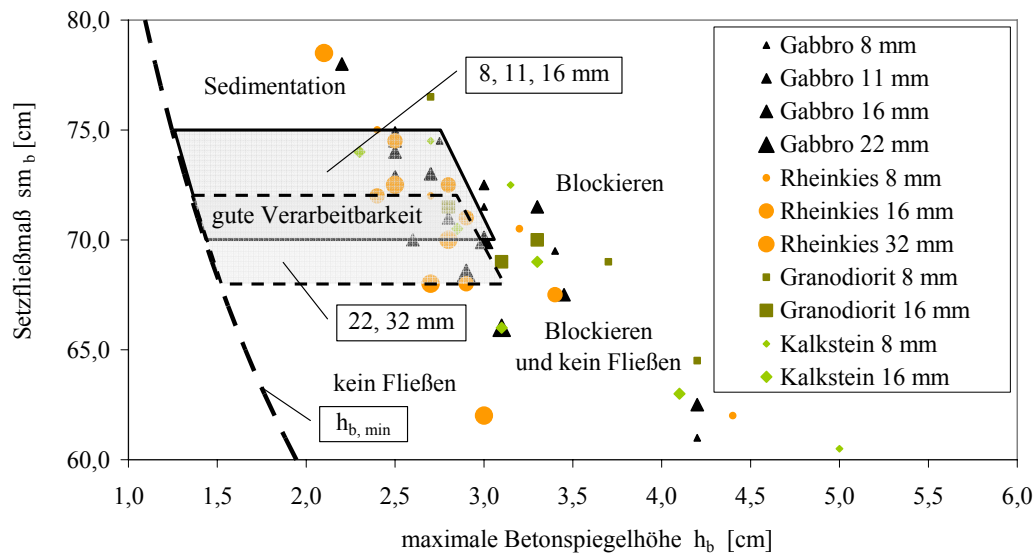 80,0
75,0
70,0
65,0
60,0
Setzfließmaß sm b [cm]
1,0 1,5 2,0 2,5 3,0 3,5 4,0 4,5 5,0 5,5 6,0
maximale Betonspiegelhöhe h b [cm]
Sedimentation
8, 11, 16 mm
Blockieren
gute Verarbeitbarkeit
22, 32 mm
Blockieren
und kein Fließen
kein Fließen
h b, min
Gabbro 8 mm
Gabbro 11 mm
Gabbro 16 mm
Gabbro 22 mm
Rheinkies 8 mm
Rheinkies 16 mm
Rheinkies 32 mm
Granodiorit 8 mm
Granodiorit 16 mm
Kalkstein 8 mm
Kalkstein 16 mm